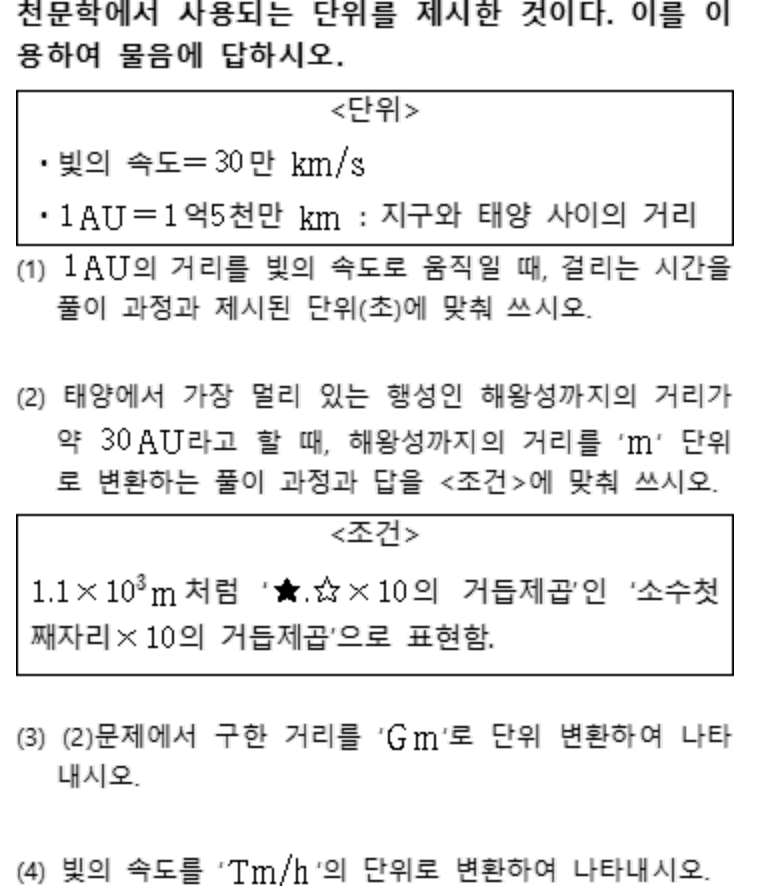 천문학에서 사용되는 단위를 제시한 것이다. 이를 이
용하여 물음에 답하시오.
<단위>
・빛의 속도=30만 km/s
・1AU=1억5천만 km : 지구와 태양 사이의 거리
(1) 1AU의 거리를 빛의 속도로 움직일 때, 걸리는 시간을
풀이 과정과 제시된 단위(초)에 맞춰 쓰시오.
(2) 태양에서 가장 멀리 있는 행성인 해왕성까지의 거리가
약 30AU라고 할 때, 해왕성까지의 거리를 'm' 단위
로 변환하는 풀이 과정과 답을 <조건>에 맞춰 쓰시오.
<조건>
1.1×10³m처럼 '★.☆×10의 거듭제곱'인 '소수첫
째자리×10의 거듭제곱'으로 표현함.
(3) (2)문제에서 구한 거리를 'Gm'로 단위 변환하여 나타
내시오.
(4) 빛의 속도를 'Tm/h'의 단위로 변환하여 나타내시오.